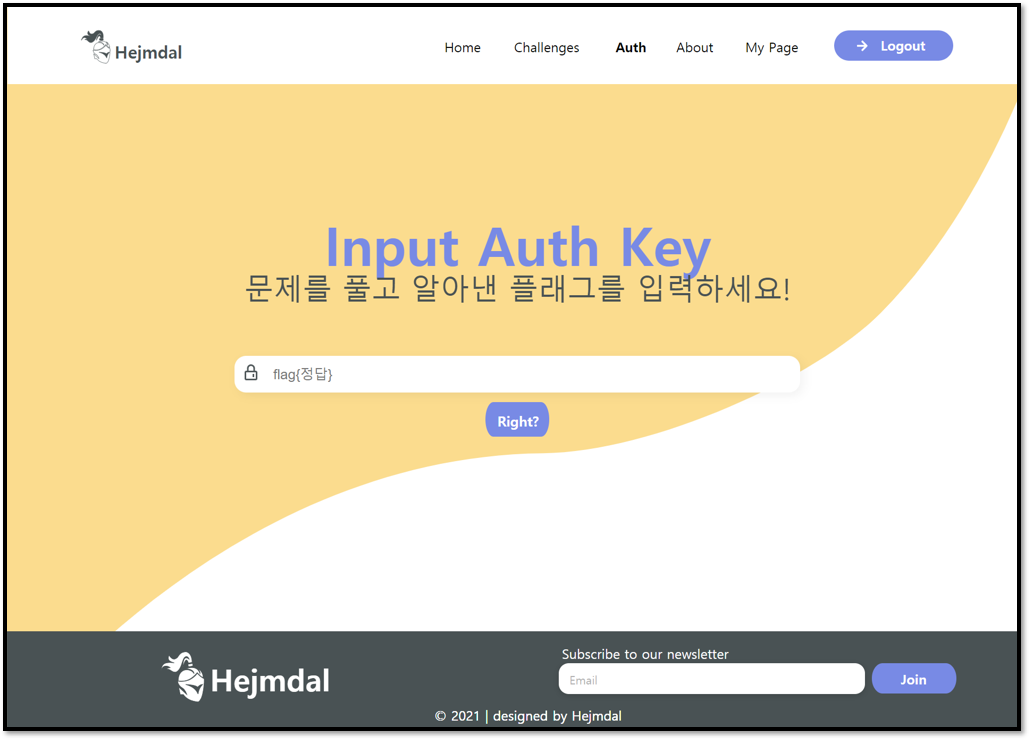 Hejmdal
Home Challenges Auth About My Page Logout
Input Auth Key
문제를 풀고 알아낸 플래그를 입력하세요!
flag{정답}
Right?
Hejmdal
Subscribe to our newsletter
Email
Join
© 2021 | designed by Hejmdal